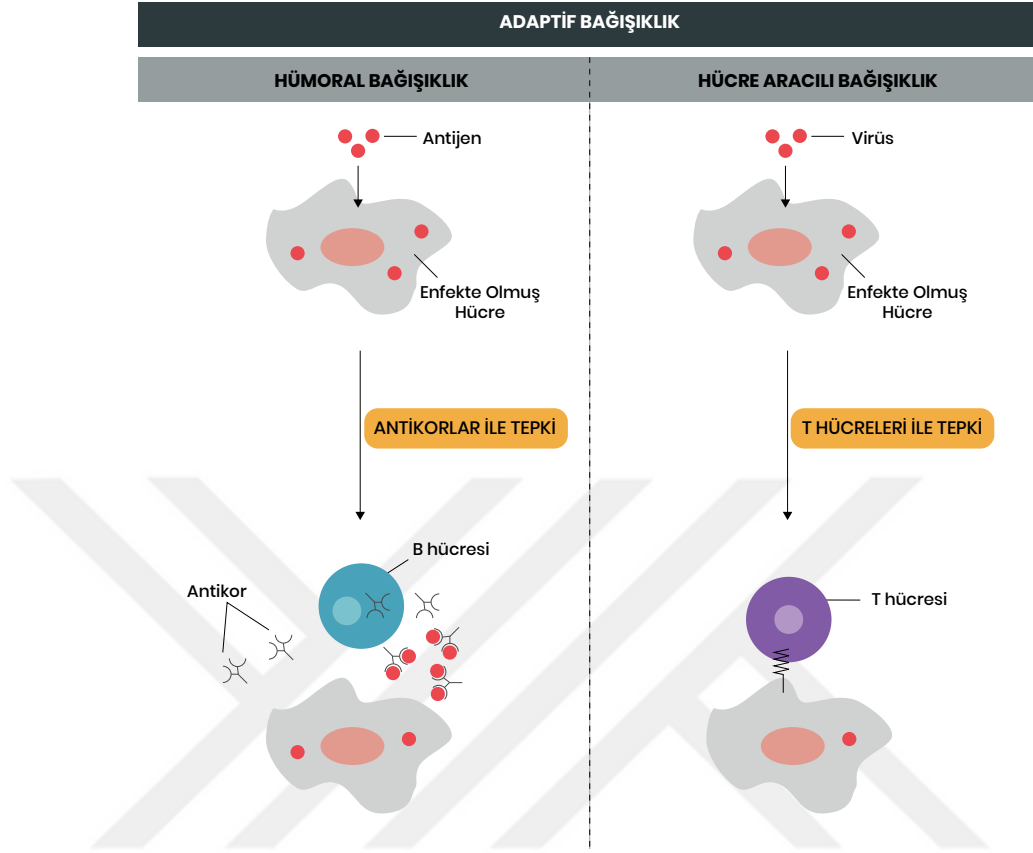 ADAPTİF BAĞIŞIKLIK
HÜMORAL BAĞIŞIKLIK
HÜCRE ARACILI BAĞIŞIKLIK
Antijen
Virüs
Enfekte Olmuş
Hücre
Enfekte Olmuş
Hücre
ANTİKORLAR İLE TEPKİ
T HÜCRELERİ İLE TEPKİ
B hücresi
Antikor
T hücresi